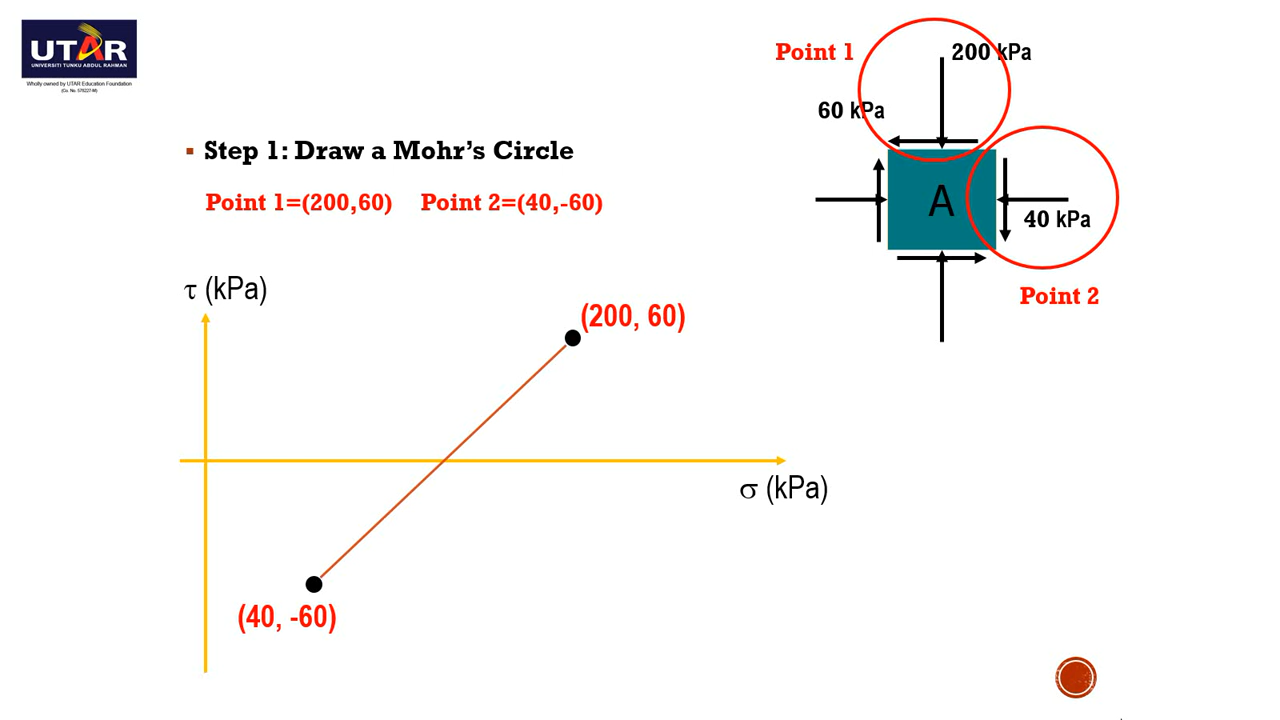 UTAR
UNIVERSITI TUNKU ABDUL RAHMAN
Wholly owned by UTAR Education Foundation
(Co. No. 578227-M)
Point 1
200 kPa
60 kPa
A
40 kPa
Point 2
▪ Step 1: Draw a Mohr's Circle
Point 1=(200,60) Point 2=(40,-60)
τ (kPa)
(200, 60)
σ (kPa)
(40, -60)